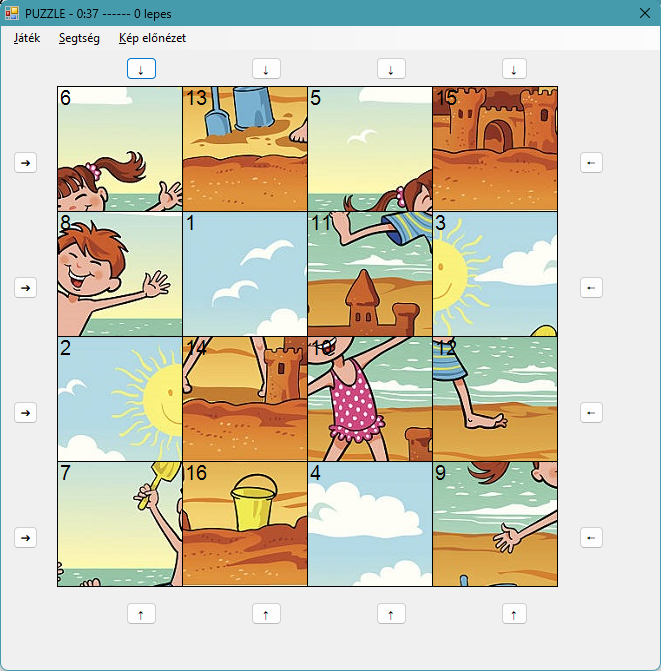 PUZZLE - 0:37 ------ 0 lepes
Játék Segtség Kép előnézet
↓ ↓ ↓ ↓
6 13 5 15
→ ←
8 1 11 3
→ ←
2 14 10 12
→ ←
7 16 4 9
→ ←
↑ ↑ ↑ ↑